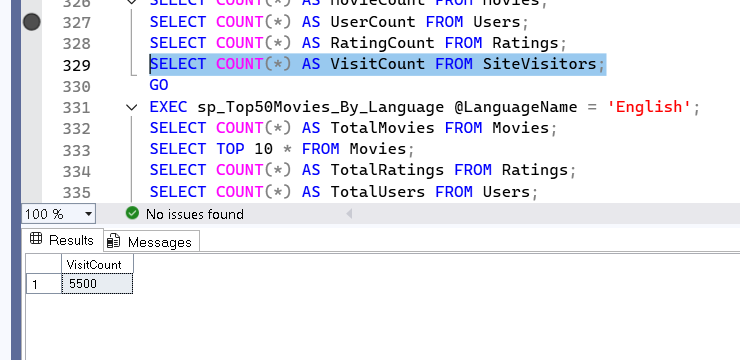 326 SELECT COUNT(*) AS MovieCount FROM Movies;
327 SELECT COUNT(*) AS UserCount FROM Users;
328 SELECT COUNT(*) AS RatingCount FROM Ratings;
329 SELECT COUNT(*) AS VisitCount FROM SiteVisitors;
330 GO
331 EXEC sp_Top50Movies_By_Language @LanguageName = 'English';
332 SELECT COUNT(*) AS TotalMovies FROM Movies;
333 SELECT TOP 10 * FROM Movies;
334 SELECT COUNT(*) AS TotalRatings FROM Ratings;
335 SELECT COUNT(*) AS TotalUsers FROM Users;
100 % No issues found
Results Messages
VisitCount
1 5500